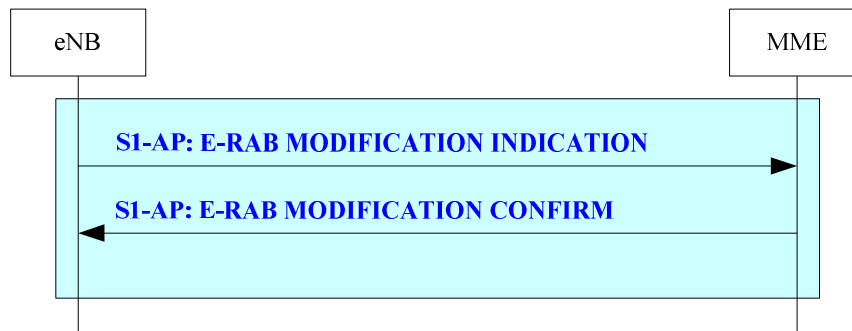 eNB
MME
S1-AP: E-RAB MODIFICATION INDICATION
S1-AP: E-RAB MODIFICATION CONFIRM